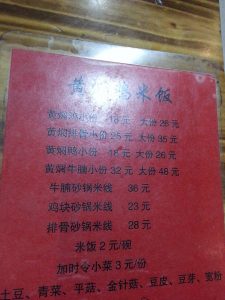 黄焖鸡米饭
黄焖鸡小份 18元 大份 26元
黄焖排骨小份 25元 大份 35元
黄焖鸭小份 18元 大份 26元
黄焖牛腩小份 32元 大份 48元
牛腩砂锅米线 36元
鸡块砂锅米线 23元
排骨砂锅米线 28元
米饭 2元/碗
加时令小菜 3元/份
土豆、青菜、平菇、金针菇、豆皮、豆芽、宽粉